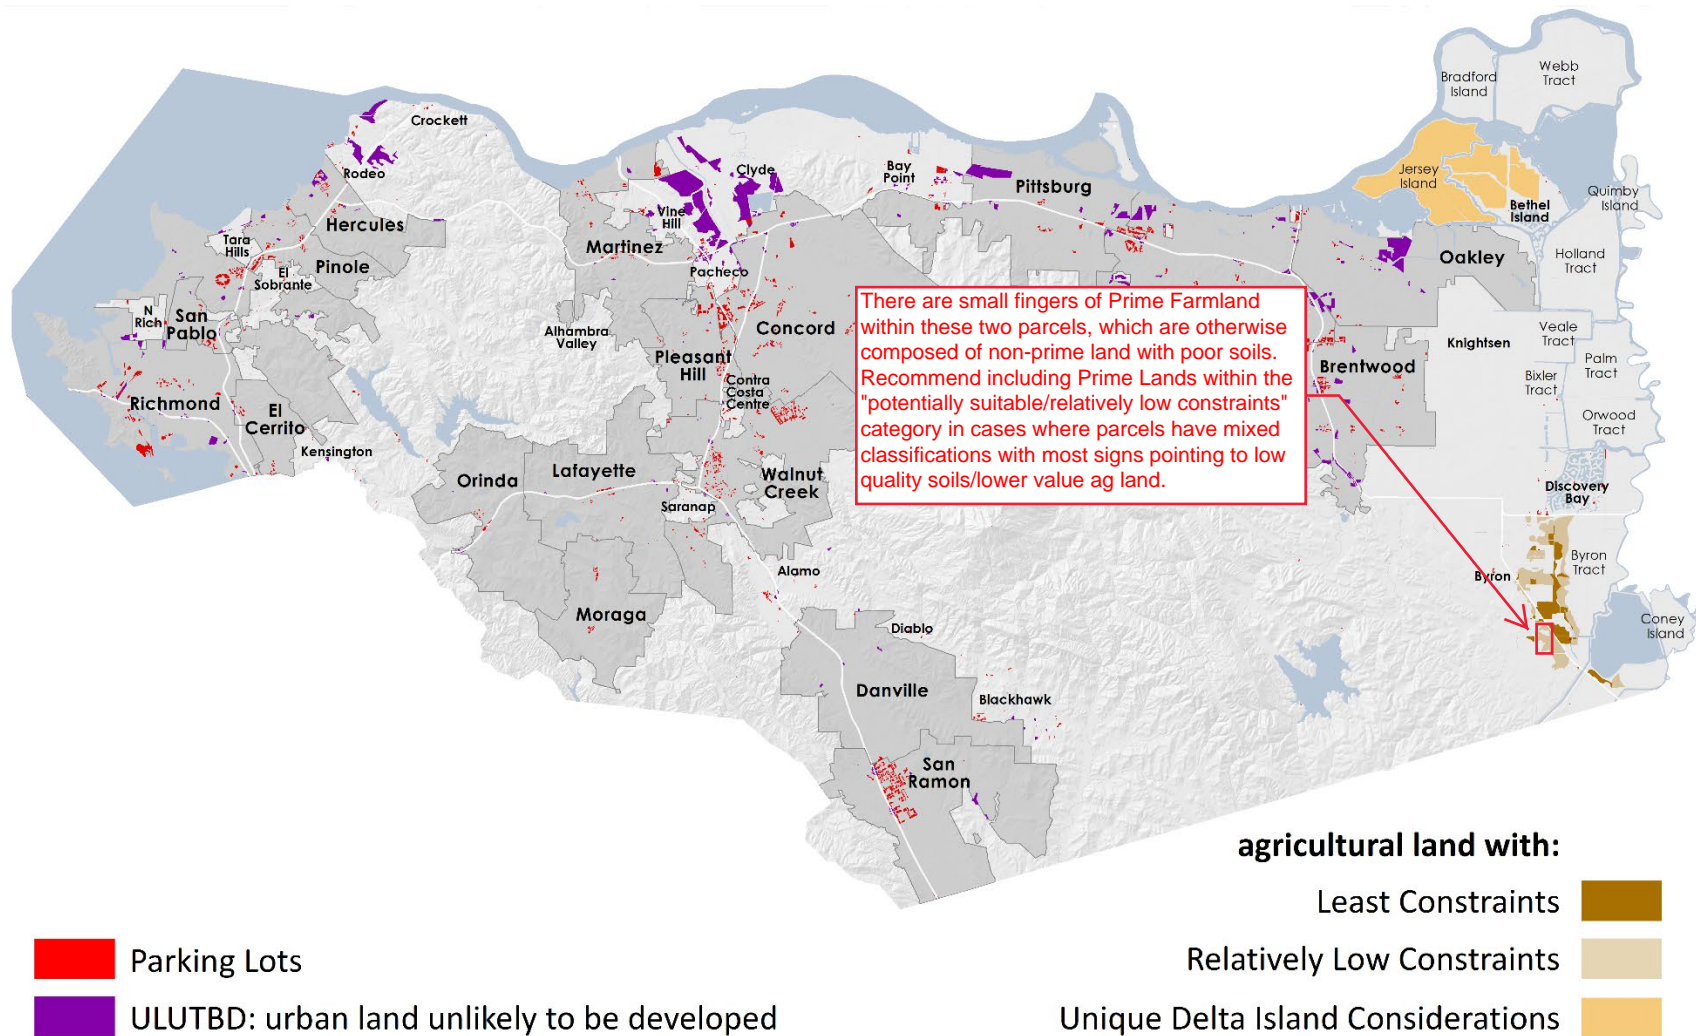 Webb
Tract
Bradford
Island
Crockett
Rodeo
Clyde
Bay
Point
Pittsburg
Jersey
Island
Quimby
Island
Bethel
Island
Hercules
Vine
Hill
Tara
Hills
Martinez
Pinole
El
Sobrante
Pacheco
Oakley
Holland
Tract
N
Rich
San
Pablo
Alhambra
Valley
Concord
There are small fingers of Prime Farmland
within these two parcels, which are otherwise
composed of non-prime land with poor soils.
Recommend including Prime Lands within the
"potentially suitable/relatively low constraints"
category in cases where parcels have mixed
classifications with most signs pointing to low
quality soils/lower value ag land.
Veale
Tract
Knightsen
Palm
Tract
Pleasant
Hill
Brentwood
Bixler
Tract
Contra
Costa
Centre
Richmond
El
Cerrito
Orwood
Tract
Kensington
Orinda
Lafayette
Walnut
Creek
Saranap
Discovery
Bay
Byron
Tract
Alamo
Byron
Moraga
Diablo
Coney
Island
Danville
Blackhawk
San
Ramon
agricultural land with:
Least Constraints
Parking Lots
Relatively Low Constraints
ULUTBD: urban land unlikely to be developed
Unique Delta Island Considerations